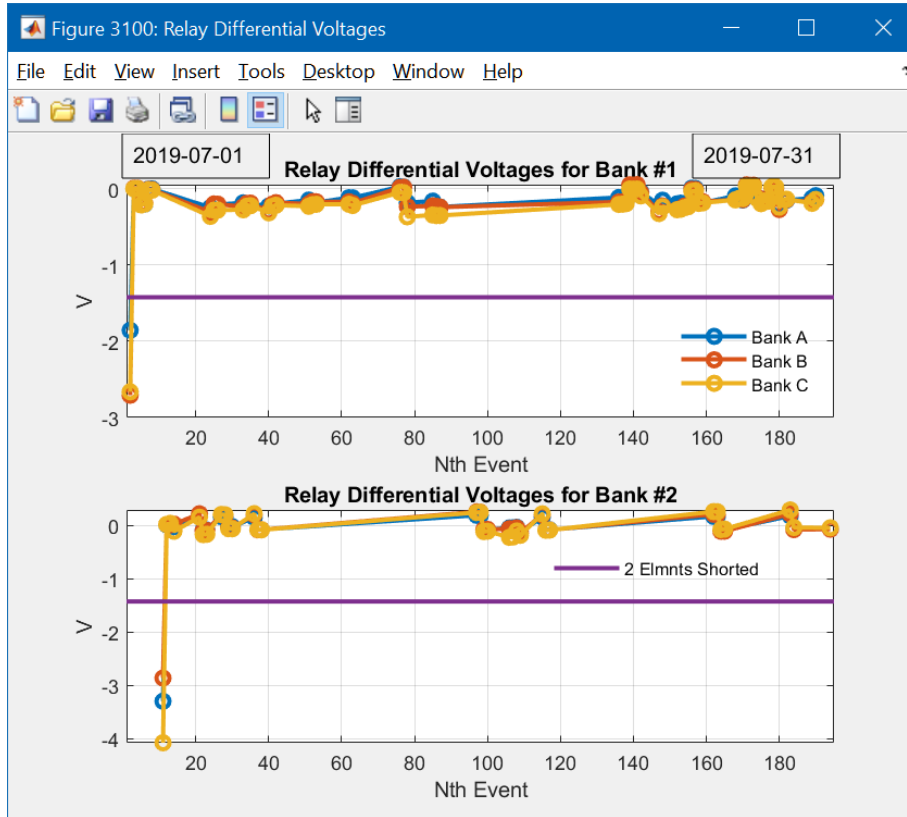 Figure 3100: Relay Differential Voltages
File Edit View Insert Tools Desktop Window Help
2019-07-01
2019-07-31
Relay Differential Voltages for Bank #1
0
-1
-2
-3
V
Bank A
Bank B
Bank C
20 40 60 80 100 120 140 160 180
Nth Event
Relay Differential Voltages for Bank #2
0
-1
-2
-3
-4
V
2 Elmnts Shorted
20 40 60 80 100 120 140 160 180
Nth Event